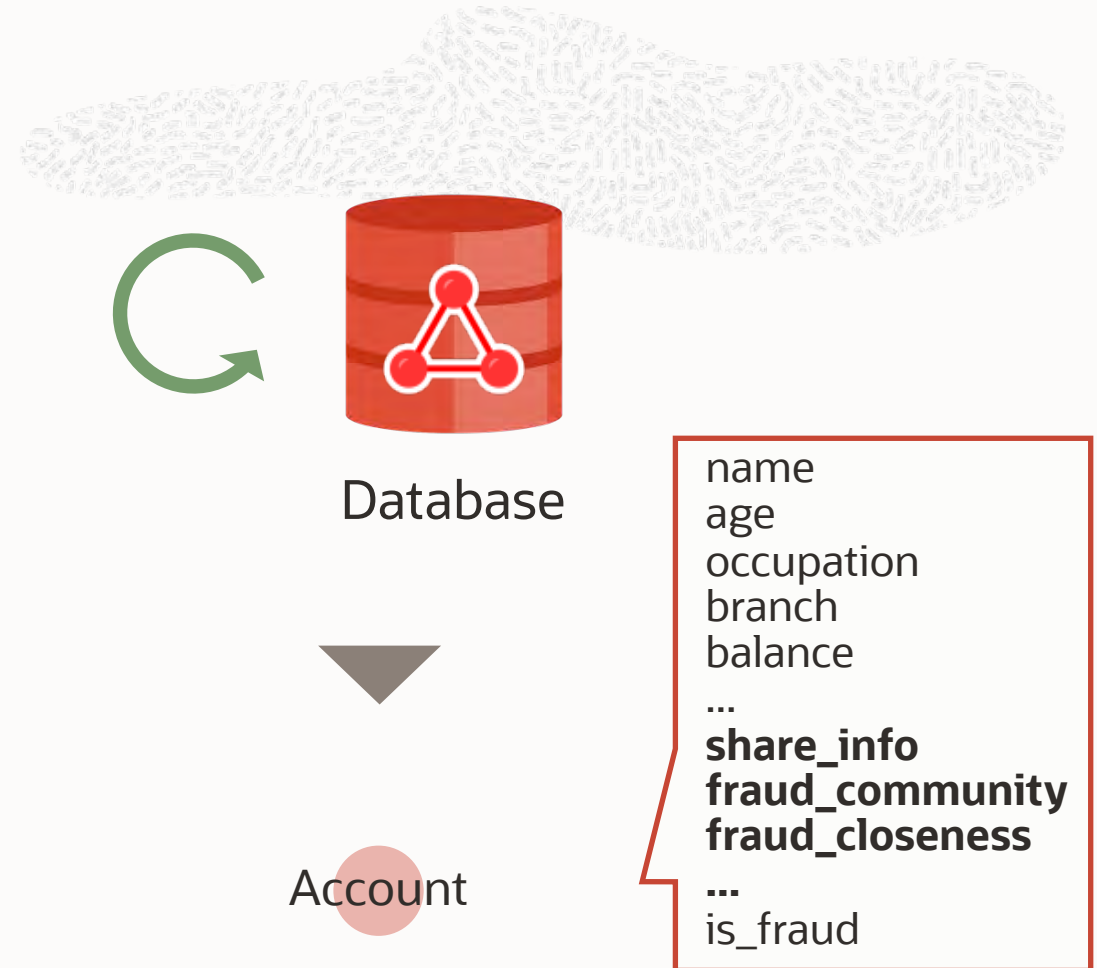 Database
name
age
occupation
branch
balance
...
share_info
fraud_community
fraud_closeness
...
is_fraud
Account